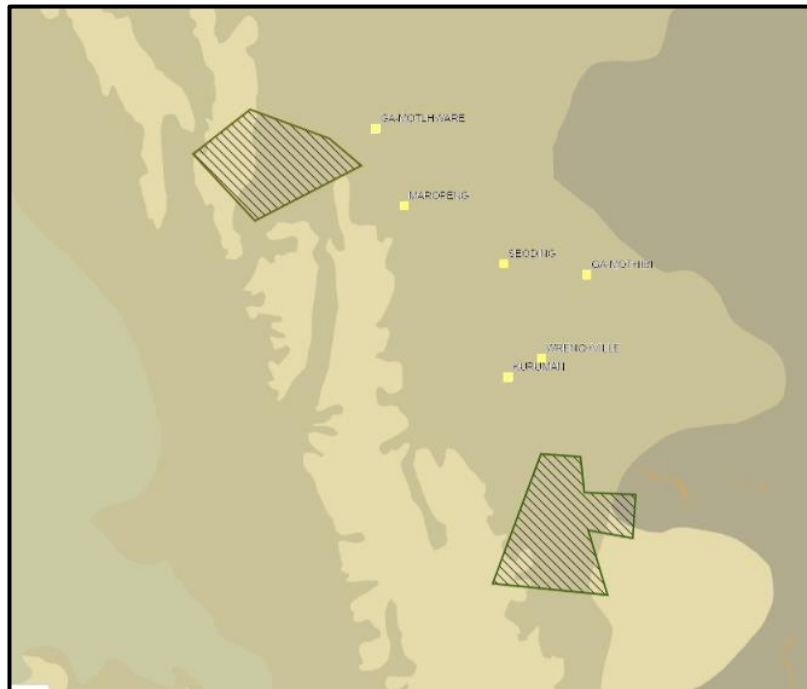 GA-MOTLHWARE
MAROPENG
SEODING
GA-MOTHIBI
WRENCHVILLE
KURUMAN